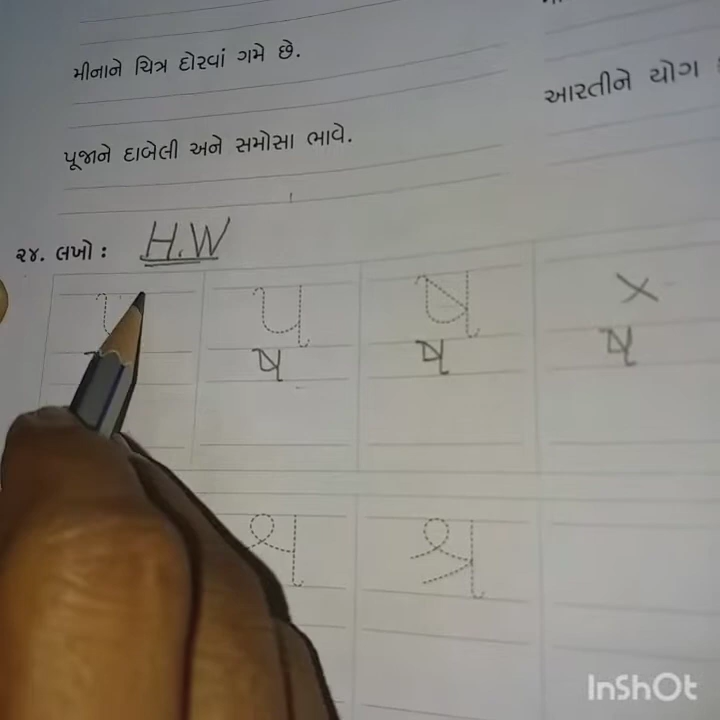 મીનાને ચિત્ર દોરવાં ગમે છે.
આરતીને યોગ
પૂજાને દાબેલી અને સમોસા ભાવે.
૨૪. લખો : H.W
પ ષ ×
ષ ષ ષ
શ્ર
InShOt